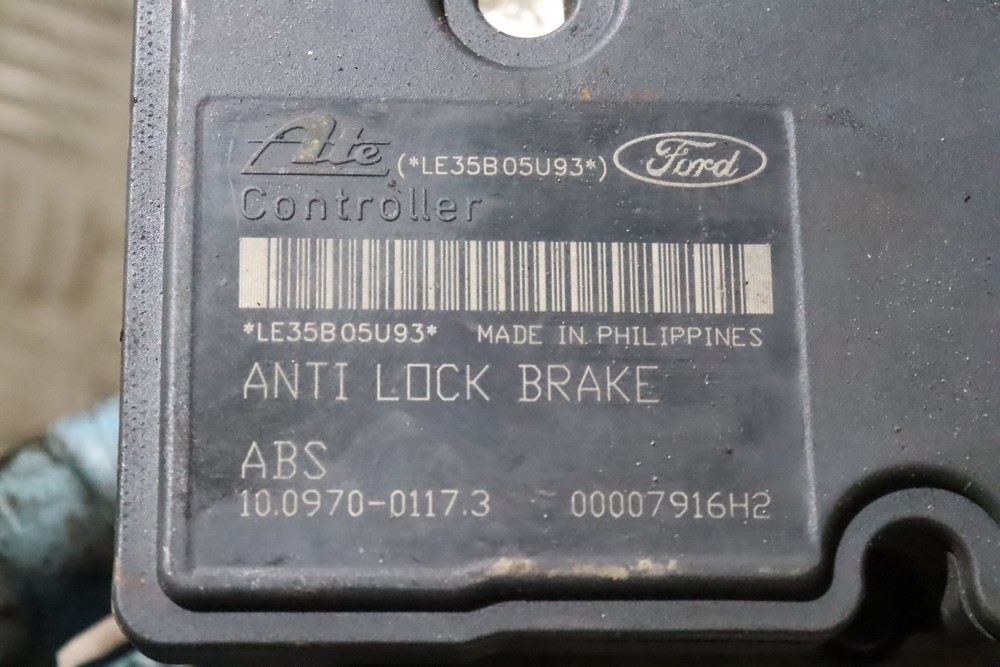 Ate (*LE35B05U93*) Ford
Controller
*LE35B05U93* MADE IN PHILIPPINES
ANTI LOCK BRAKE
ABS
10.0970-0117.3 00007916H2